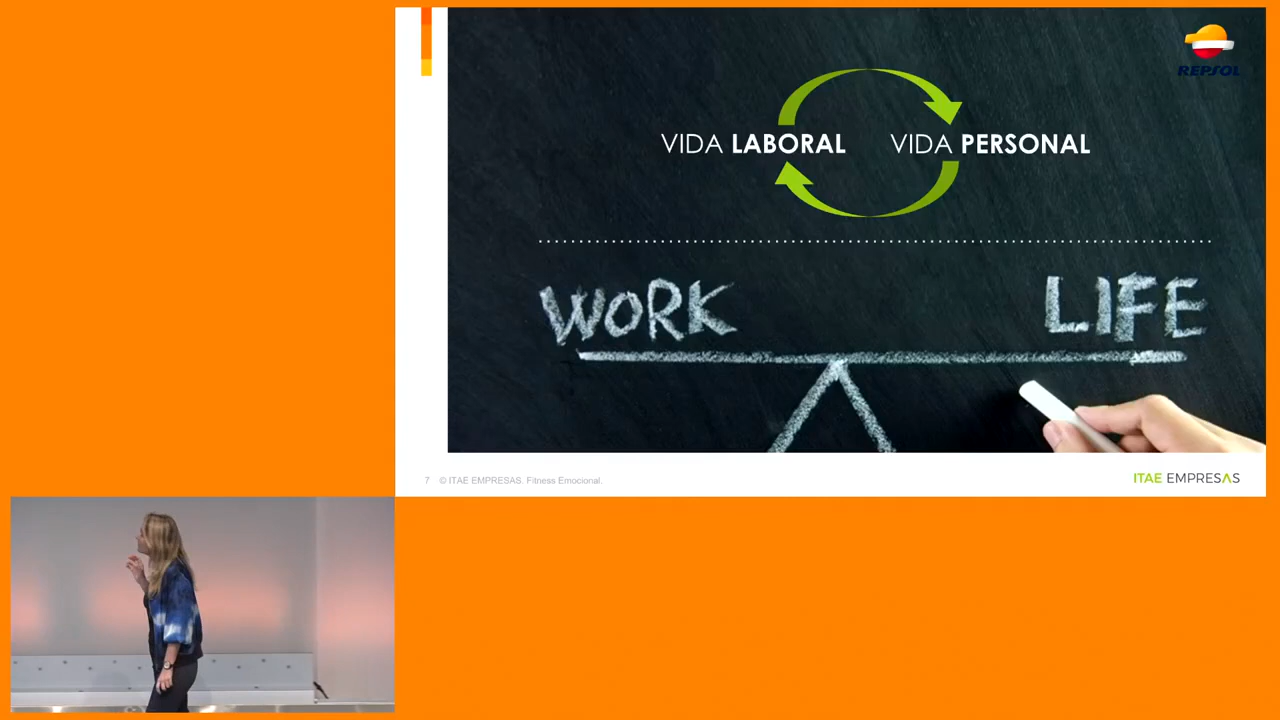 REPSOL
VIDA LABORAL VIDA PERSONAL
WORK LIFE
7 © ITAE EMPRESAS. Fitness Emocional.
ITAE EMPRESAS